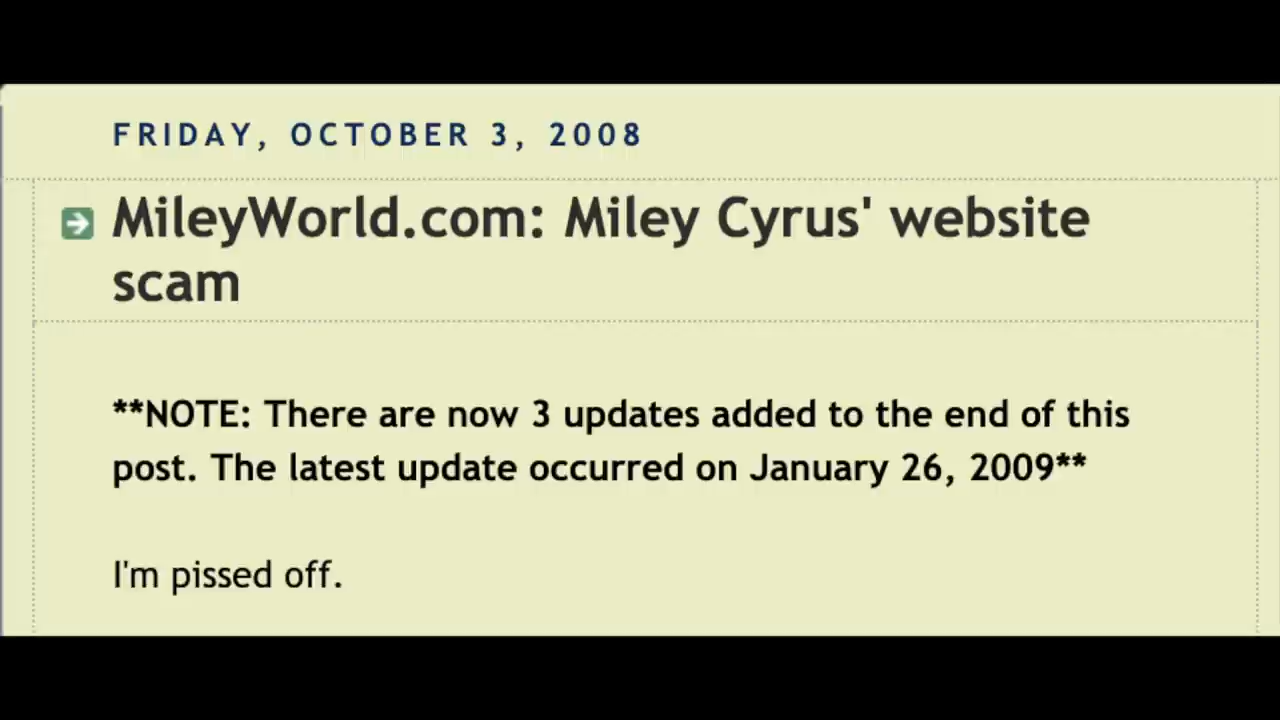 FRIDAY, OCTOBER 3, 2008
MileyWorld.com: Miley Cyrus' website
scam
**NOTE: There are now 3 updates added to the end of this
post. The latest update occurred on January 26, 2009**
I'm pissed off.